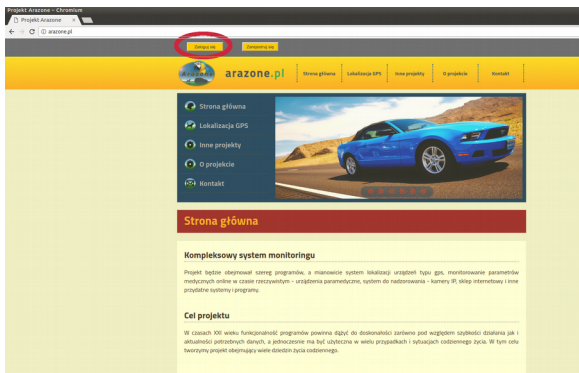 Projekt Arazone – Chromium
Projekt Arazone
arazone.pl
Zaloguj się
Zarejestruj się
Arazone
arazone.pl
Strona główna
Lokalizacja GPS
Inne projekty
O projekcie
Kontakt
Strona główna
Lokalizacja GPS
Inne projekty
O projekcie
Kontakt
Strona główna
Kompleksowy system monitoringu
Projekt będzie obejmował szereg programów, a mianowicie system lokalizacji urządzeń typu gps, monitorowanie parametrów
medycznych online w czasie rzeczywistym – urządzenia paramedyczne, system do nadzorowania – kamery IP, sklep internetowy i inne
przydatne systemy i programy.
Cel projektu
W czasach XXI wieku funkcjonalność programów powinna dążyć do doskonałości zarówno pod względem szybkości działania jak i
aktualności potrzebnych danych, a jednocześnie ma być użyteczna w wielu przypadkach i sytuacjach codziennego życia. W tym celu
tworzymy projekt obejmujący wiele dziedzin życia codziennego.